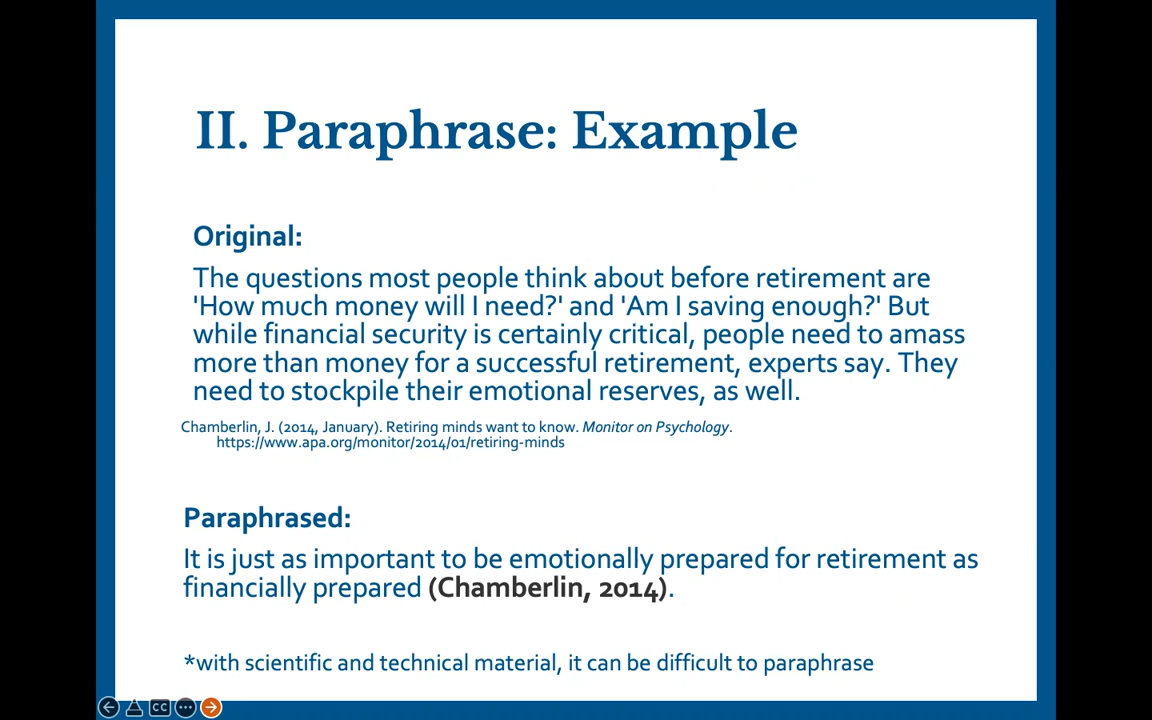 II. Paraphrase: Example
Original:
The questions most people think about before retirement are
'How much money will I need?' and 'Am I saving enough?' But
while financial security is certainly critical, people need to amass
more than money for a successful retirement, experts say. They
need to stockpile their emotional reserves, as well.
Chamberlin, J. (2014, January). Retiring minds want to know. Monitor on Psychology.
https://www.apa.org/monitor/2014/01/retiring-minds
Paraphrased:
It is just as important to be emotionally prepared for retirement as
financially prepared (Chamberlin, 2014).
*with scientific and technical material, it can be difficult to paraphrase
CC